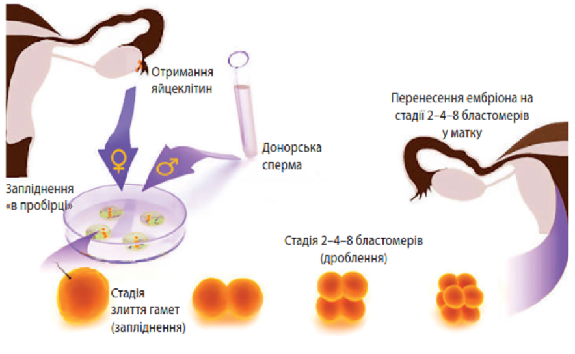 Отримання
яйцеклітин
Донорська
сперма
Перенесення ембріона на
стадії 2–4–8 бластомерів
у матку
Запліднення
«в пробірці»
Стадія 2–4–8 бластомерів
(дроблення)
Стадія
злиття гамет
(запліднення)